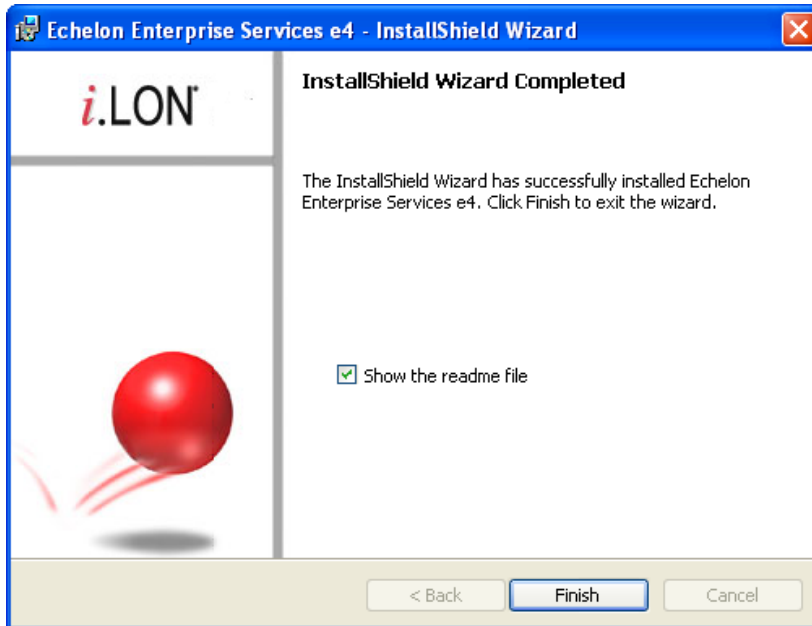 Echelon Enterprise Services e4 - InstallShield Wizard
i.LON
InstallShield Wizard Completed
The InstallShield Wizard has successfully installed Echelon
Enterprise Services e4. Click Finish to exit the wizard.
Show the readme file
< Back
Finish
Cancel